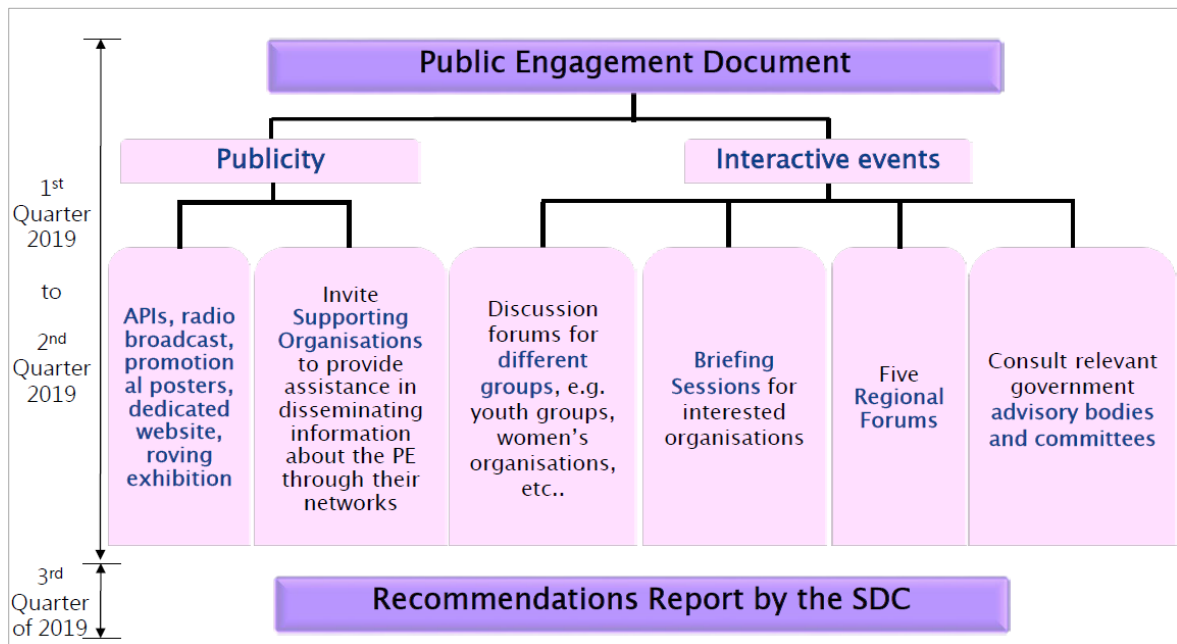 Public Engagement Document
Publicity
Interactive events
1st
Quarter
2019
to
2nd
Quarter
2019
APIs, radio
broadcast,
promotion
al posters,
dedicated
website,
roving
exhibition
Invite
Supporting
Organisations
to provide
assistance in
disseminating
information
about the PE
through their
networks
Discussion
forums for
different
groups, e.g.
youth groups,
women's
organisations,
etc..
Briefing
Sessions for
interested
organisations
Five
Regional
Forums
Consult relevant
government
advisory bodies
and committees
3rd
Quarter
of 2019
Recommendations Report by the SDC